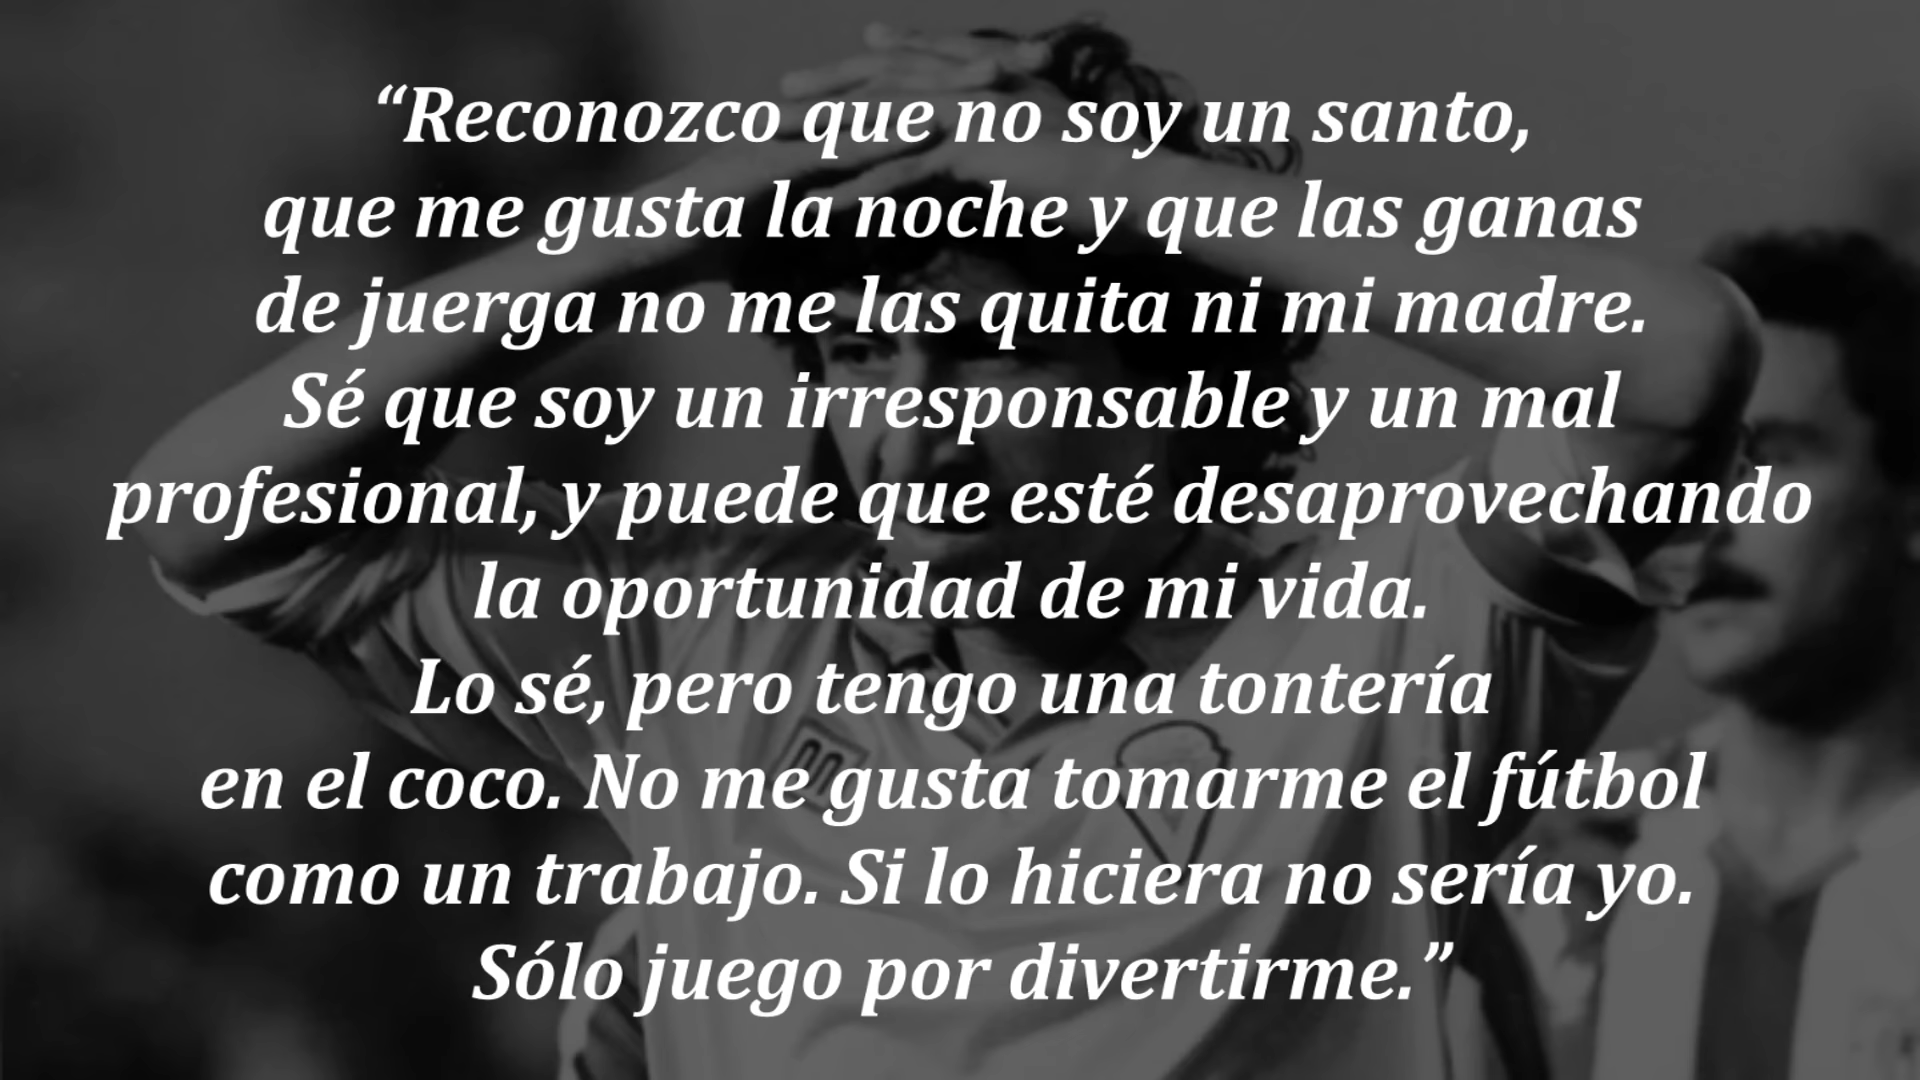 “Reconozco que no soy un santo,
que me gusta la noche y que las ganas
de juerga no me las quita ni mi madre.
Sé que soy un irresponsable y un mal
profesional, y puede que esté desaprovechando
la oportunidad de mi vida.
Lo sé, pero tengo una tontería
en el coco. No me gusta tomarme el fútbol
como un trabajo. Si lo hiciera no sería yo.
Sólo juego por divertirme.”